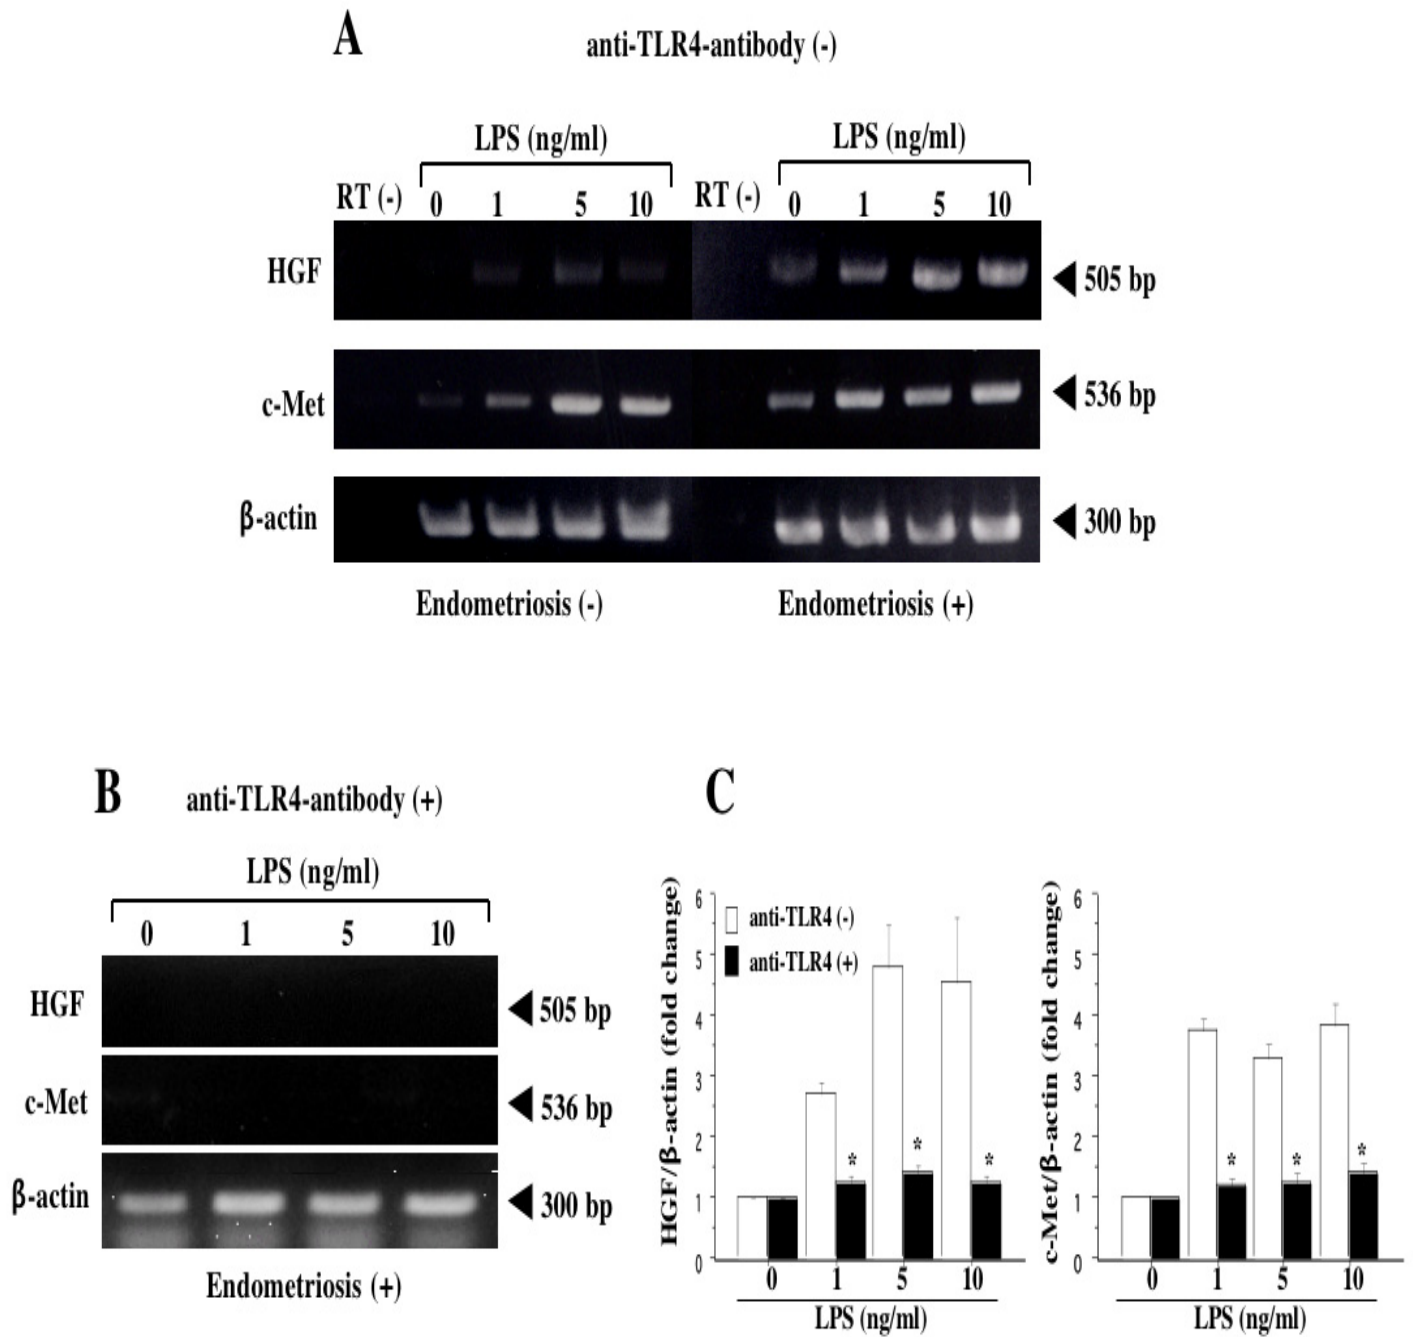 A
anti-TLR4-antibody (-)
LPS (ng/ml) LPS (ng/ml)
RT (-) 0 1 5 10 RT (-) 0 1 5 10
HGF 505 bp
c-Met 536 bp
β-actin 300 bp
Endometriosis (-) Endometriosis (+)
B
anti-TLR4-antibody (+)
LPS (ng/ml)
0 1 5 10
HGF 505 bp
c-Met 536 bp
β-actin 300 bp
Endometriosis (+)
C
HGF/β-actin (fold change)
6
5
4
3
2
1
0
anti-TLR4 (-)
anti-TLR4 (+)
* * *
0 1 5 10
LPS (ng/ml)
c-Met/β-actin (fold change)
6
5
4
3
2
1
0
* * *
0 1 5 10
LPS (ng/ml)